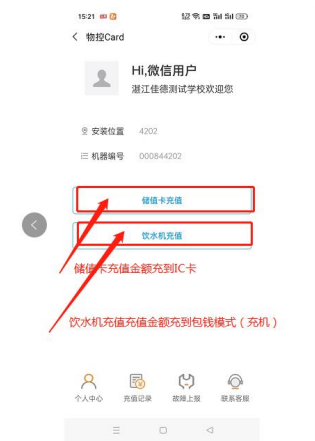 15:21
物控Card
Hi,微信用户
湛江佳德测试学校欢迎您
安装位置 4202
机器编号 000844202
储值卡充值
饮水机充值
储值卡充值金额充到IC卡
饮水机充值充值金额充到包钱模式（充机）
个人中心 充值记录 故障上报 联系客服